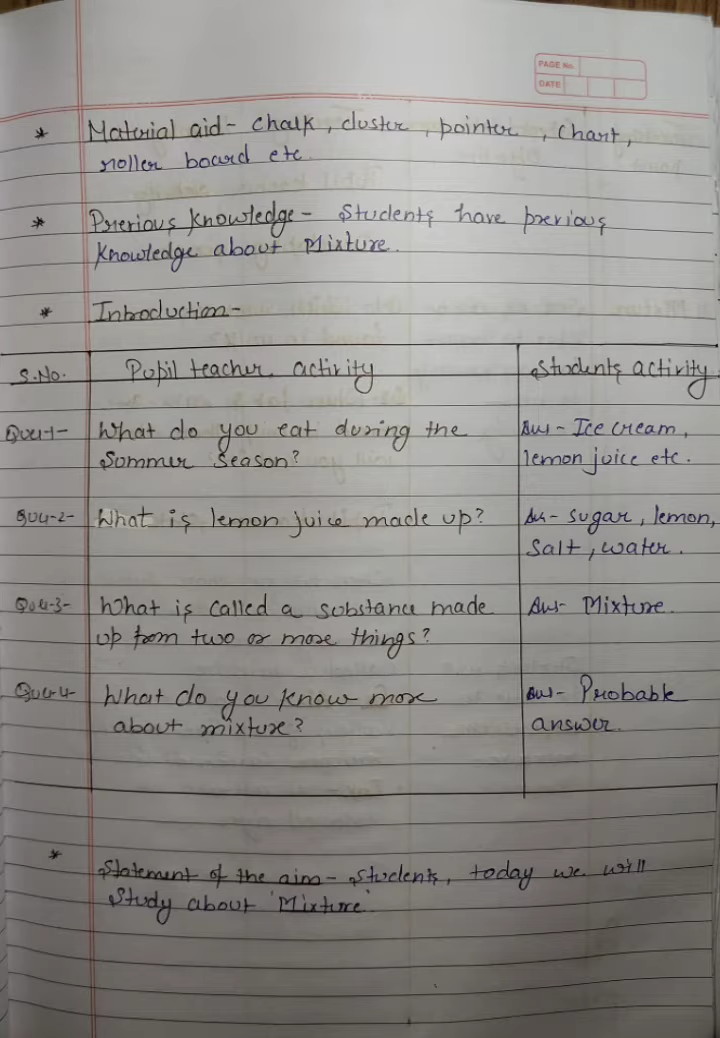 PAGE No.
DATE
* Material aid- chalk, duster, pointer, chart,
roller board etc.
* Previous knowledge- Students have previous
knowledge about Mixture.
* Introduction-
S.No. Pupil teacher activity Students activity
Que-1- What do you eat during the Ans- Ice cream,
Sommer season? lemon juice etc.
Que-2- What is lemon juice made up? Ans- sugar, lemon,
Salt, water.
Que-3- What is called a substance made Ans- Mixture.
up from two or more things?
Que-4- What do you know more Ans- Probable
about mixture? answer.
* Statement of the aim- Students, today we will
Study about 'Mixture'